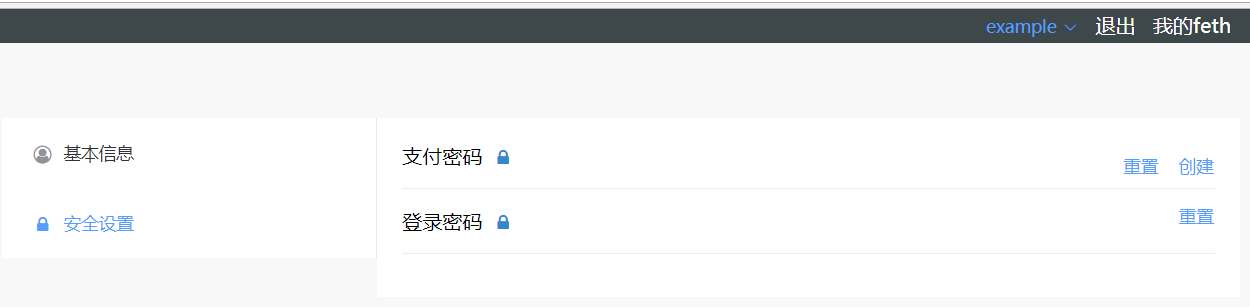 example 退出 我的feth
基本信息
安全设置
支付密码 重置 创建
登录密码 重置